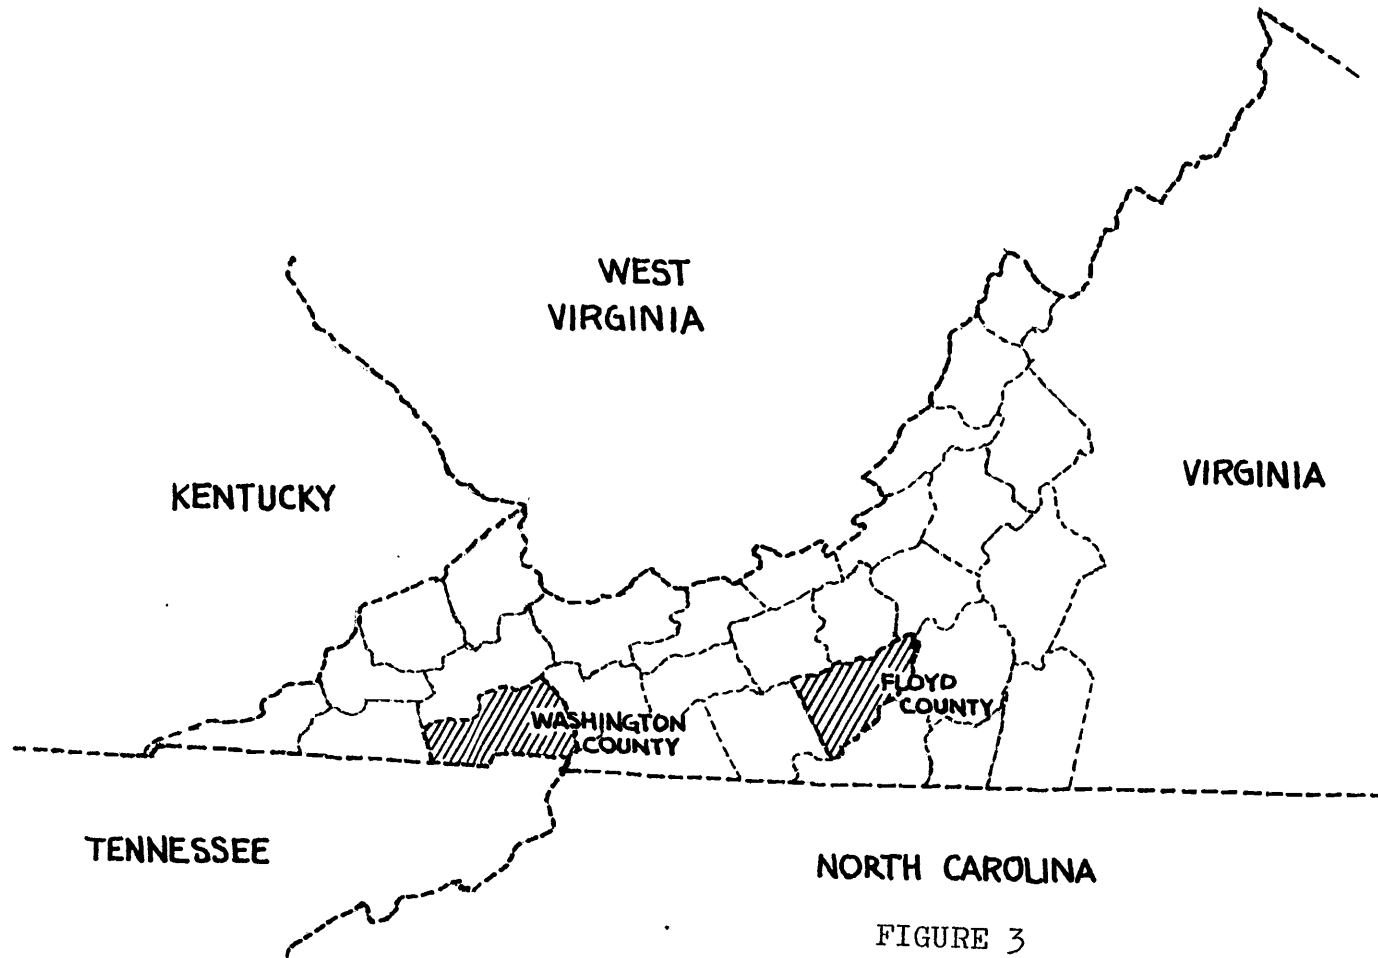 WEST
VIRGINIA
KENTUCKY
VIRGINIA
FLOYD
COUNTY
WASHINGTON
COUNTY
TENNESSEE
NORTH CAROLINA
FIGURE 3